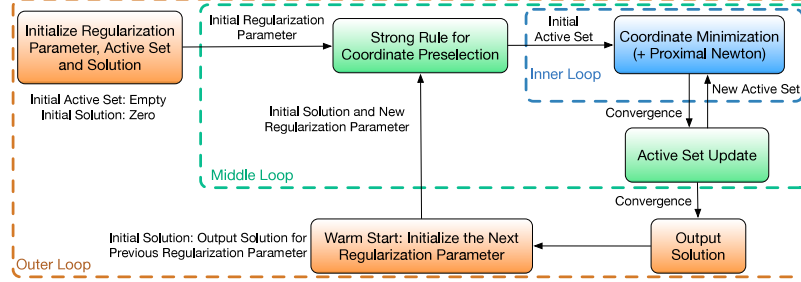 Initialize Regularization
Parameter, Active Set
and Solution
Initial Active Set: Empty
Initial Solution: Zero
Initial Regularization
Parameter
Strong Rule for
Coordinate Preselection
Initial
Active Set
Coordinate Minimization
(+ Proximal Newton)
Inner Loop
New Active Set
Convergence
Initial Solution and New
Regularization Parameter
Active Set Update
Middle Loop
Convergence
Initial Solution: Output Solution for
Previous Regularization Parameter
Warm Start: Initialize the Next
Regularization Parameter
Output
Solution
Outer Loop